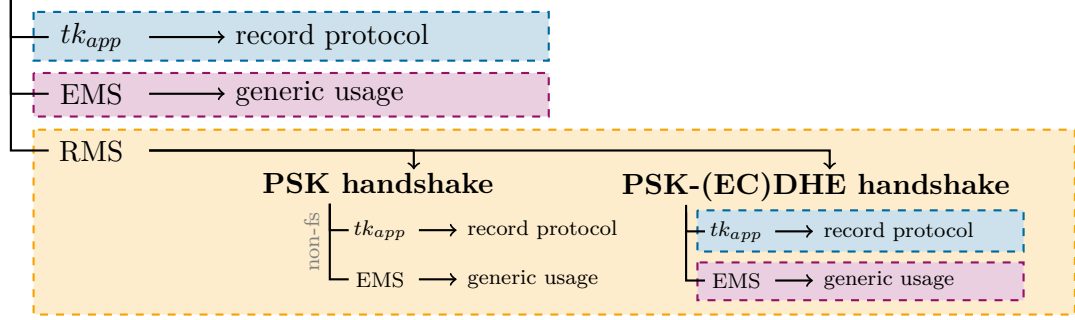 tk_app record protocol
EMS generic usage
RMS
PSK handshake PSK-(EC)DHE handshake
non-fs
tk_app record protocol tk_app record protocol
EMS generic usage EMS generic usage